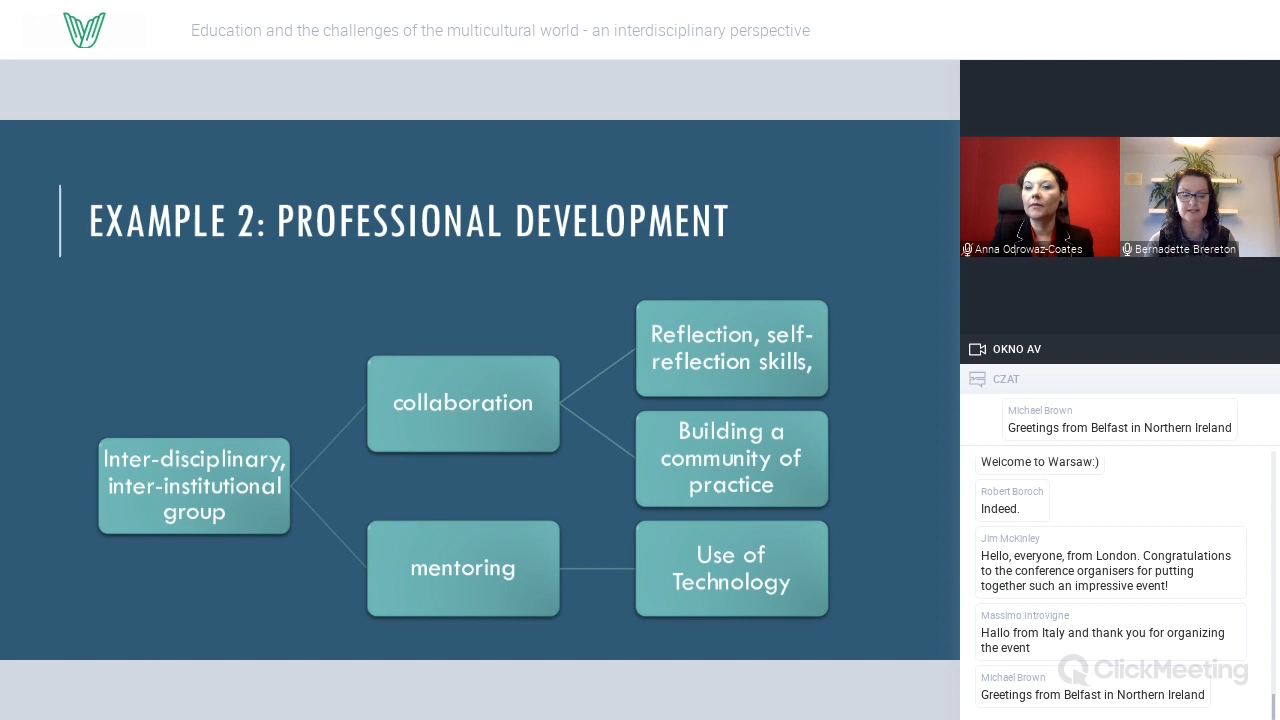 Education and the challenges of the multicultural world - an interdisciplinary perspective
EXAMPLE 2: PROFESSIONAL DEVELOPMENT
Inter-disciplinary,
inter-institutional
group
collaboration
mentoring
Reflection, self-
reflection skills,
Building a
community of
practice
Use of
Technology
Anna Odrowaz-Coates
Bernadette Brereton
OKNO AV
CZAT
Michael Brown
Greetings from Belfast in Northern Ireland
Welcome to Warsaw:)
Robert Boroch
Indeed.
Jim McKinley
Hello, everyone, from London. Congratulations
to the conference organisers for putting
together such an impressive event!
Massimo Introvigne
Hallo from Italy and thank you for organizing
the event
Michael Brown
Greetings from Belfast in Northern Ireland
ClickMeeting